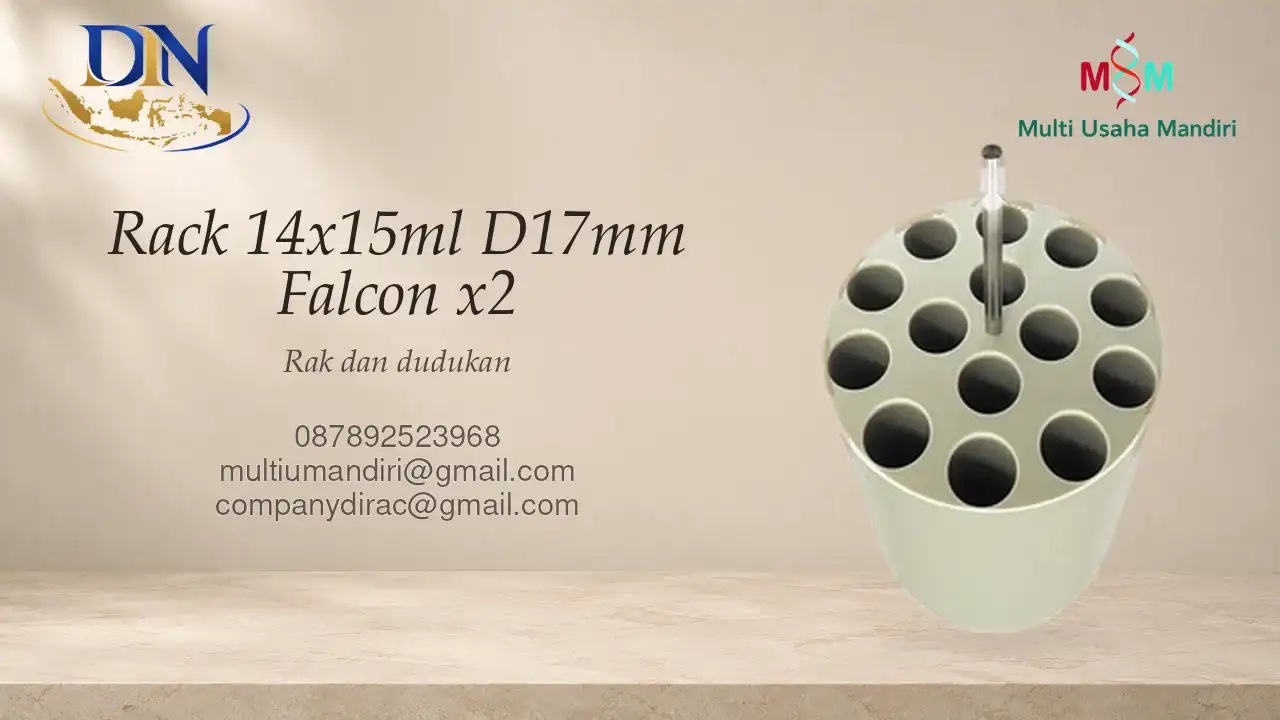 DIN
MSM
Multi Usaha Mandiri
Rack 14x15ml D17mm
Falcon x2
Rak dan dudukan
087892523968
multiumandiri@gmail.com
companydirac@gmail.com